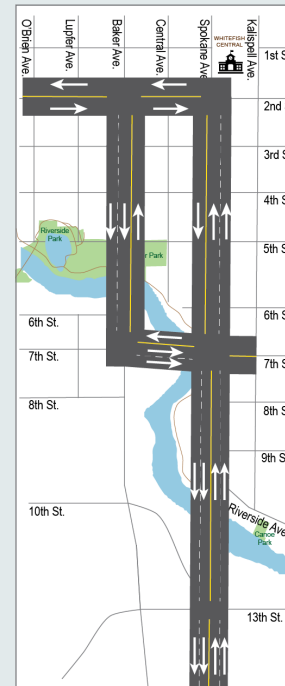 O'Brien Ave.
Lupfer Ave.
Baker Ave.
Central Ave.
Spokane Ave
Kalispell Ave.
WHITEFISH
CENTRAL
1st S
2nd
3rd S
4th S
Riverside
Park
r Park
5th S
6th S
6th St.
7th St.
7th S
8th St.
8th S
9th S
10th St.
Riverside Ave
Canoe
Park
13th St.